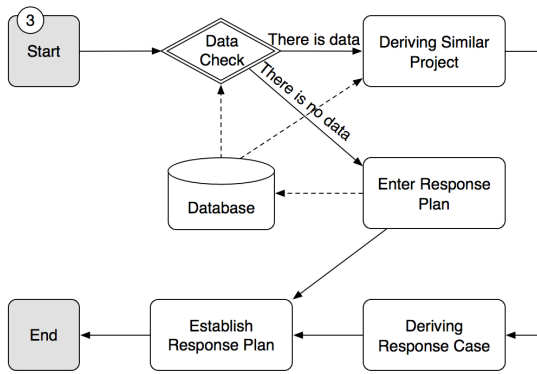 3
Start
Data
Check
There is data
Deriving Similar
Project
There is no data
Database
Enter Response
Plan
End
Establish
Response Plan
Deriving
Response Case